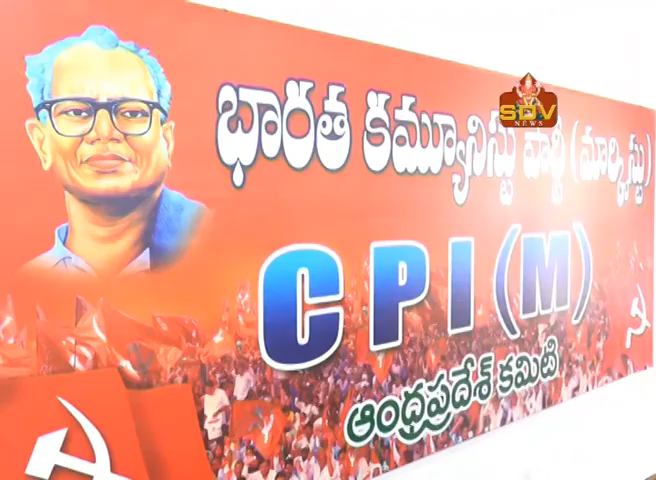 SDV
NEWS
భారత కమ్యూనిస్టు పార్టీ (మార్క్సిస్టు)
CPI(M)
ఆంధ్రప్రదేశ్ కమిటి